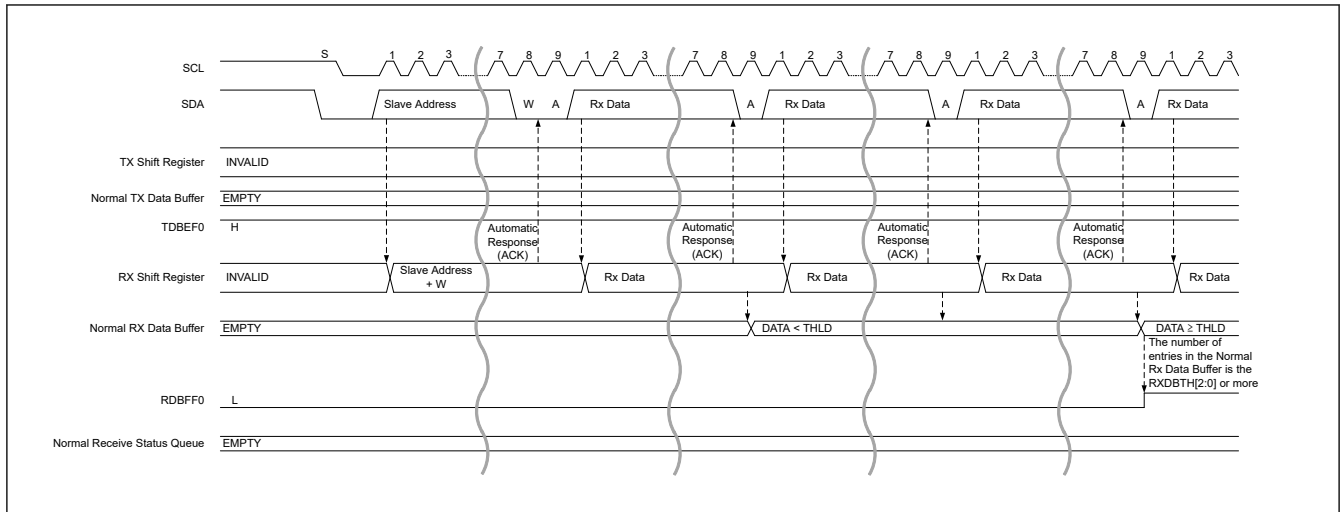 S 1 2 3 7 8 9 1 2 3 7 8 9 1 2 3 7 8 9 1 2 3 7 8 9 1 2 3
SCL
SDA Slave Address W A Rx Data A Rx Data A Rx Data A Rx Data
TX Shift Register INVALID
Normal TX Data Buffer EMPTY
TDBEF0 H
Automatic Response (ACK)
Automatic Response (ACK)
Automatic Response (ACK)
Automatic Response (ACK)
RX Shift Register INVALID Slave Address + W Rx Data Rx Data Rx Data Rx Data
Normal RX Data Buffer EMPTY DATA < THLD DATA ≥ THLD
The number of
entries in the Normal
Rx Data Buffer is the
RXDBTH[2:0] or more
RDBFF0 L
Normal Receive Status Queue EMPTY